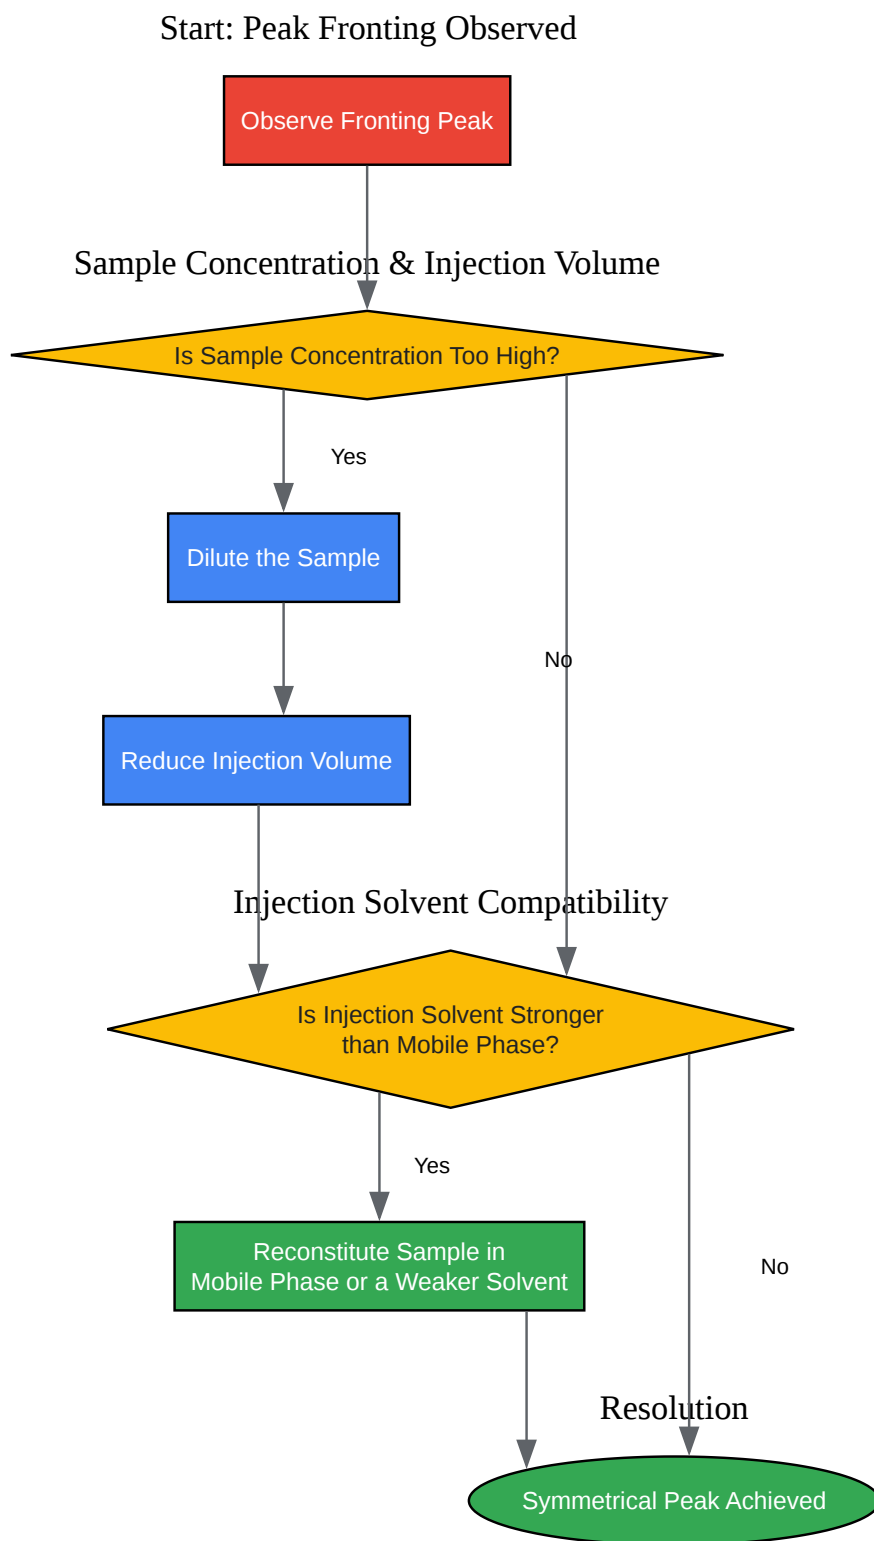 Start: Peak Fronting Observed
Observe Fronting Peak
Sample Concentration & Injection Volume
Is Sample Concentration Too High?
Yes
Dilute the Sample
No
Reduce Injection Volume
Injection Solvent Compatibility
Is Injection Solvent Stronger
than Mobile Phase?
Yes
Reconstitute Sample in
Mobile Phase or a Weaker Solvent
No
Resolution
Symmetrical Peak Achieved